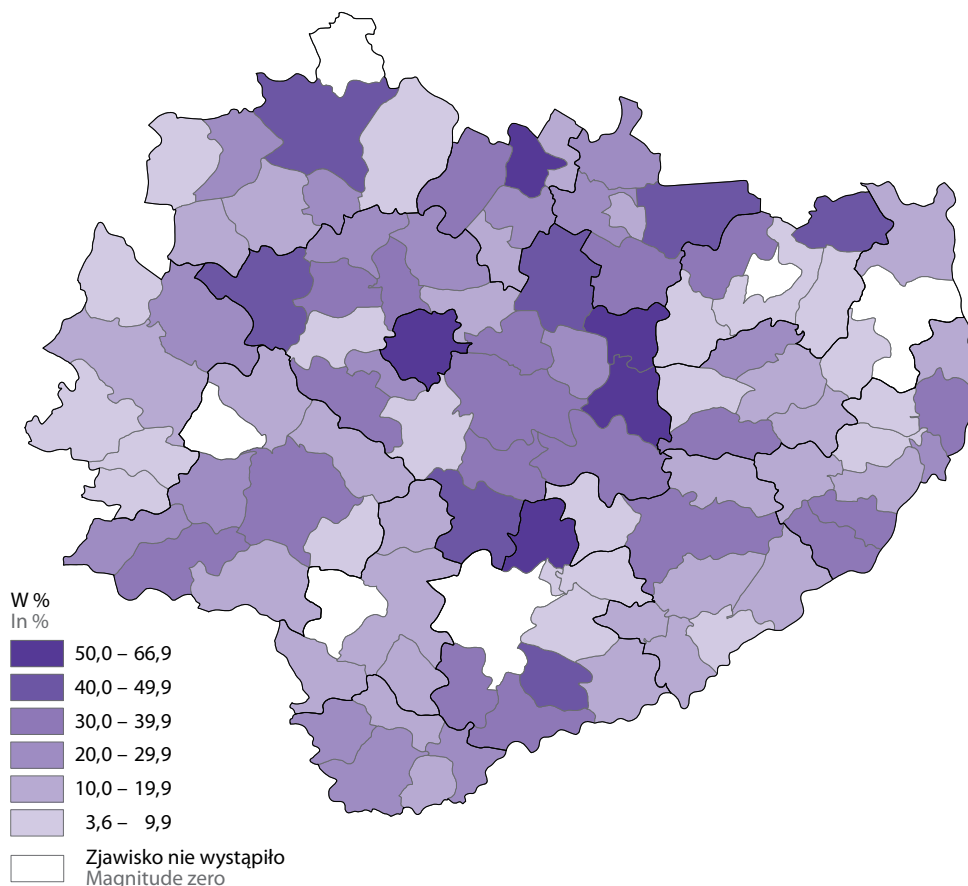 W %
In %
50,0 – 66,9
40,0 – 49,9
30,0 – 39,9
20,0 – 29,9
10,0 – 19,9
3,6 – 9,9
Zjawisko nie wystąpiło
Magnitude zero